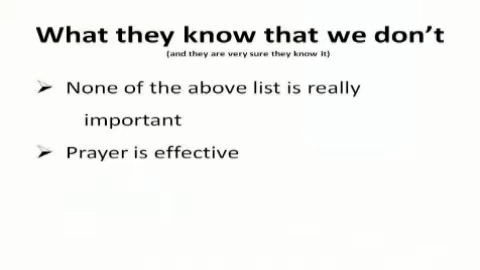 What they know that we don't
(and they are very sure they know it)
➢ None of the above list is really
important
➢ Prayer is effective